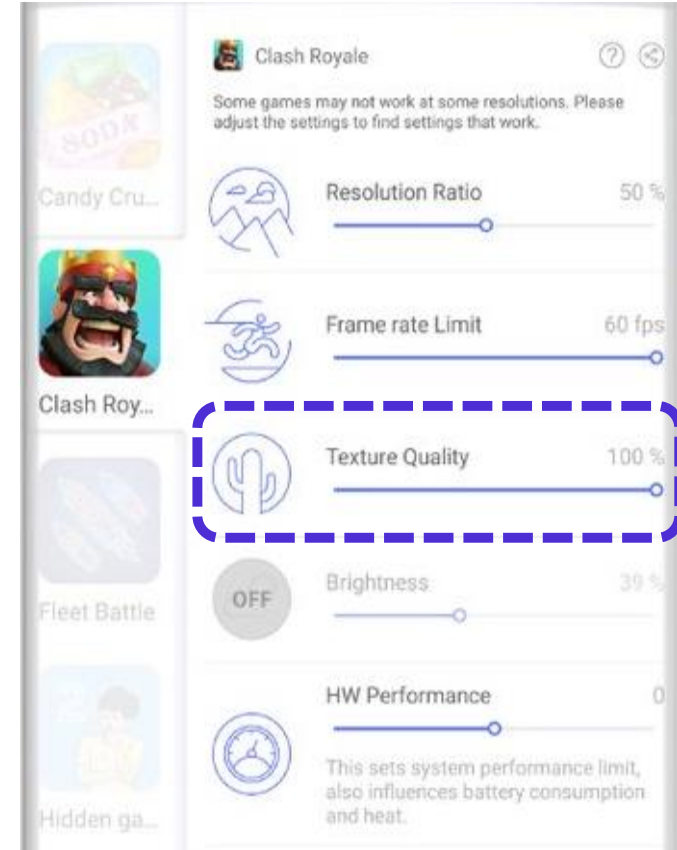 SODA
Candy Cru...
Clash Roy...
Fleet Battle
Hidden ga...
Clash Royale
?
Some games may not work at some resolutions. Please
adjust the settings to find settings that work.
Resolution Ratio 50 %
Frame rate Limit 60 fps
Texture Quality 100 %
OFF Brightness 39 %
HW Performance 0
This sets system performance limit,
also influences battery consumption
and heat.